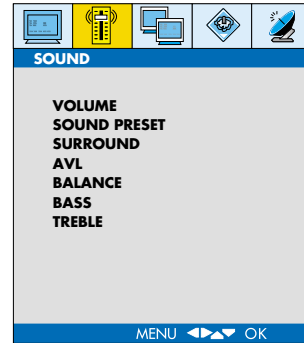 SOUND
VOLUME
SOUND PRESET
SURROUND
AVL
BALANCE
BASS
TREBLE
MENU ◀▶▲▼ OK